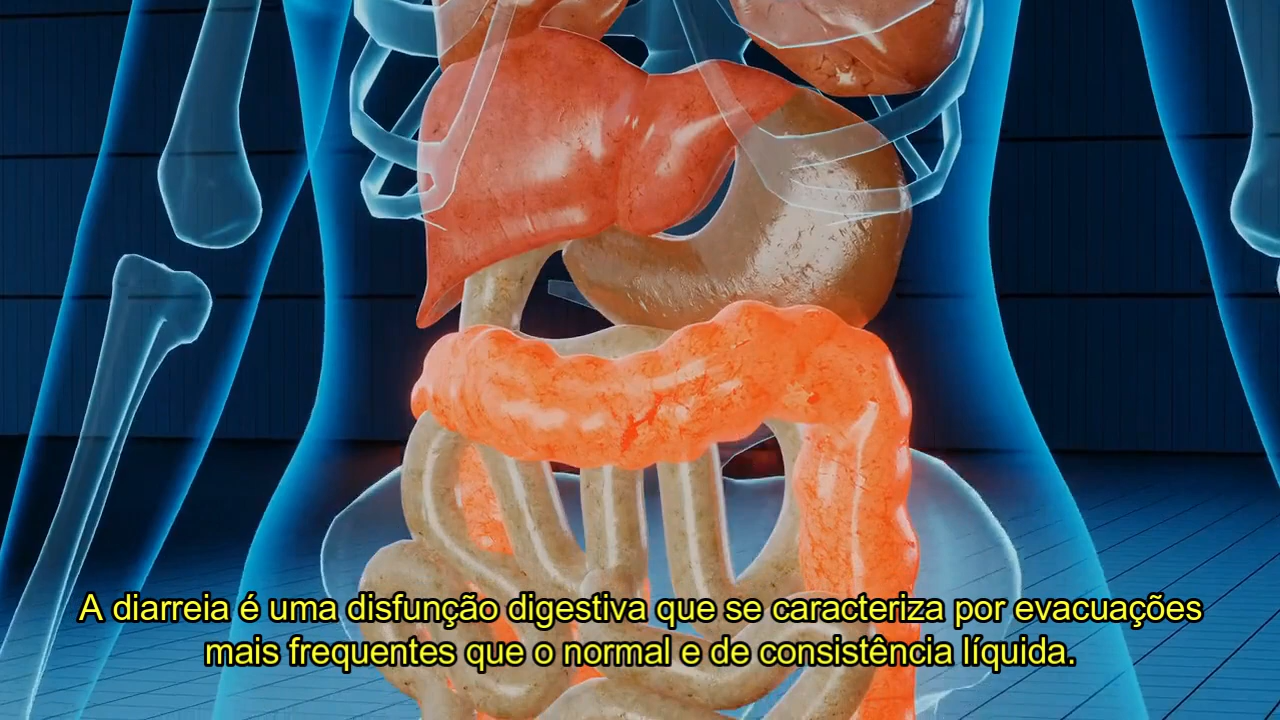 A diarreia é uma disfunção digestiva que se caracteriza por evacuações
mais frequentes que o normal e de consistência líquida.